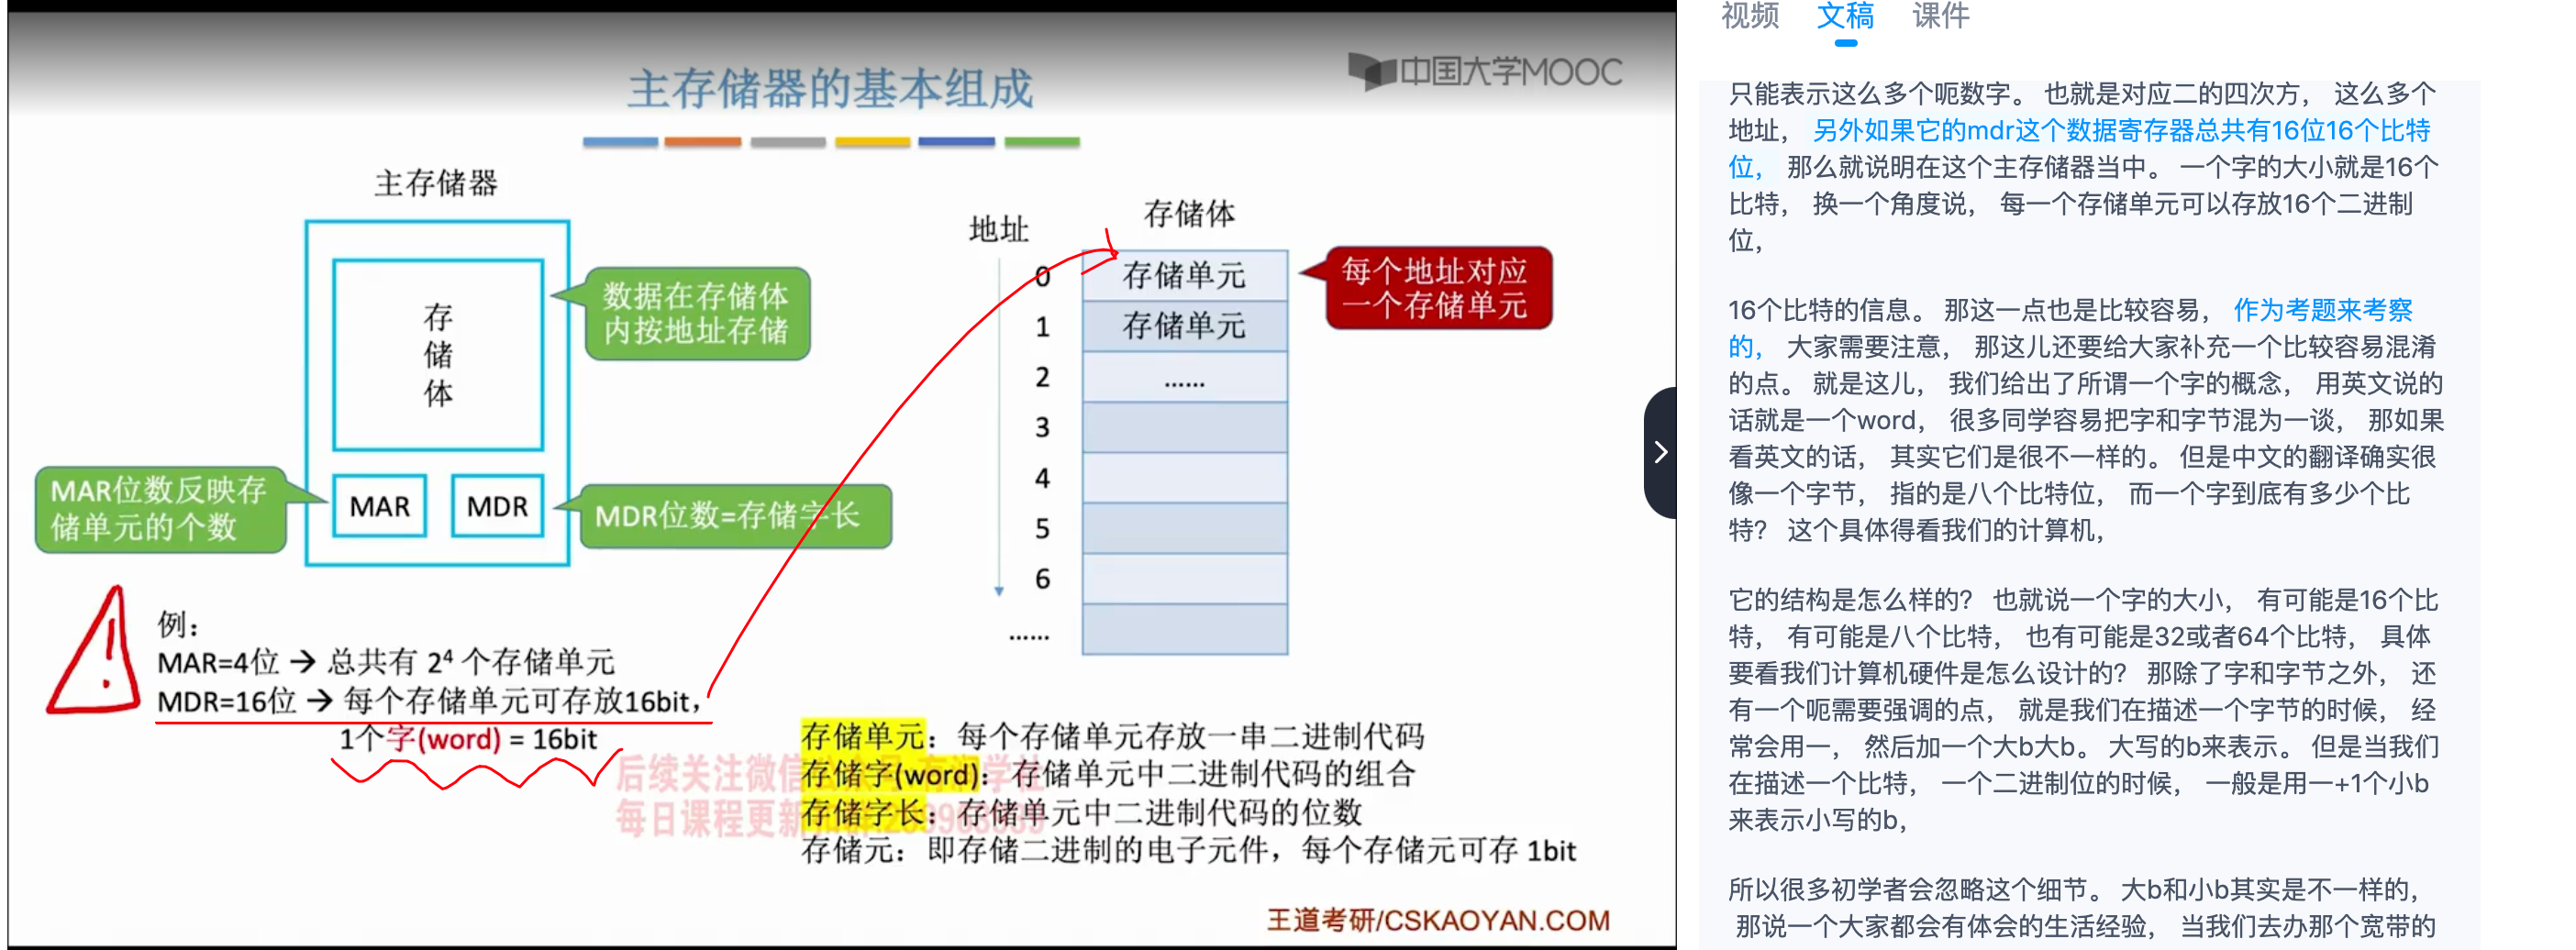 主存储器的基本组成
中国大学MOOC
主存储器
存
储
体
MAR
MDR
数据在存储体
内按地址存储
MAR位数反映存
储单元的个数
MDR位数=存储字长
例：
MAR=4位 → 总共有 2⁴ 个存储单元
MDR=16位 → 每个存储单元可存放16bit，
1个字(word) = 16bit
地址
存储体
0 存储单元
1 存储单元
2 ......
3
4
5
6
......
每个地址对应
一个存储单元
存储单元：每个存储单元存放一串二进制代码
存储字(word)：存储单元中二进制代码的组合
存储字长：存储单元中二进制代码的位数
存储元：即存储二进制的电子元件，每个存储元可存 1bit
后续关注微信
每日课程更新
王道考研/CSKAOYAN.COM
视频 文稿 课件
只能表示这么多个呃数字。 也就是对应二的四次方， 这么多个
地址， 另外如果它的mdr这个数据寄存器总共有16位16个比特
位， 那么就说明在这个主存储器当中。 一个字的大小就是16个
比特， 换一个角度说， 每一个存储单元可以存放16个二进制
位，
16个比特的信息。 那这一点也是比较容易， 作为考题来考察
的， 大家需要注意， 那这儿还要给大家补充一个比较容易混淆
的点。 就是这儿， 我们给出了所谓一个字的概念， 用英文说的
话就是一个word， 很多同学容易把字和字节混为一谈， 那如果
看英文的话， 其实它们是很不一样的。 但是中文的翻译确实很
像一个字节， 指的是八个比特位， 而一个字到底有多少个比
特？ 这个具体得看我们的计算机，
它的结构是怎么样的？ 也就说一个字的大小， 有可能是16个比
特， 有可能是八个比特， 也有可能是32或者64个比特， 具体
要看我们计算机硬件是怎么设计的？ 那除了字和字节之外， 还
有一个呃需要强调的点， 就是我们在描述一个字节的时候， 经
常会用一， 然后加一个大b大b。 大写的b来表示。 但是当我们
在描述一个比特， 一个二进制位的时候， 一般是用一+1个小b
来表示小写的b，
所以很多初学者会忽略这个细节。 大b和小b其实是不一样的，
那说一个大家都会有体会的生活经验， 当我们去办那个宽带的